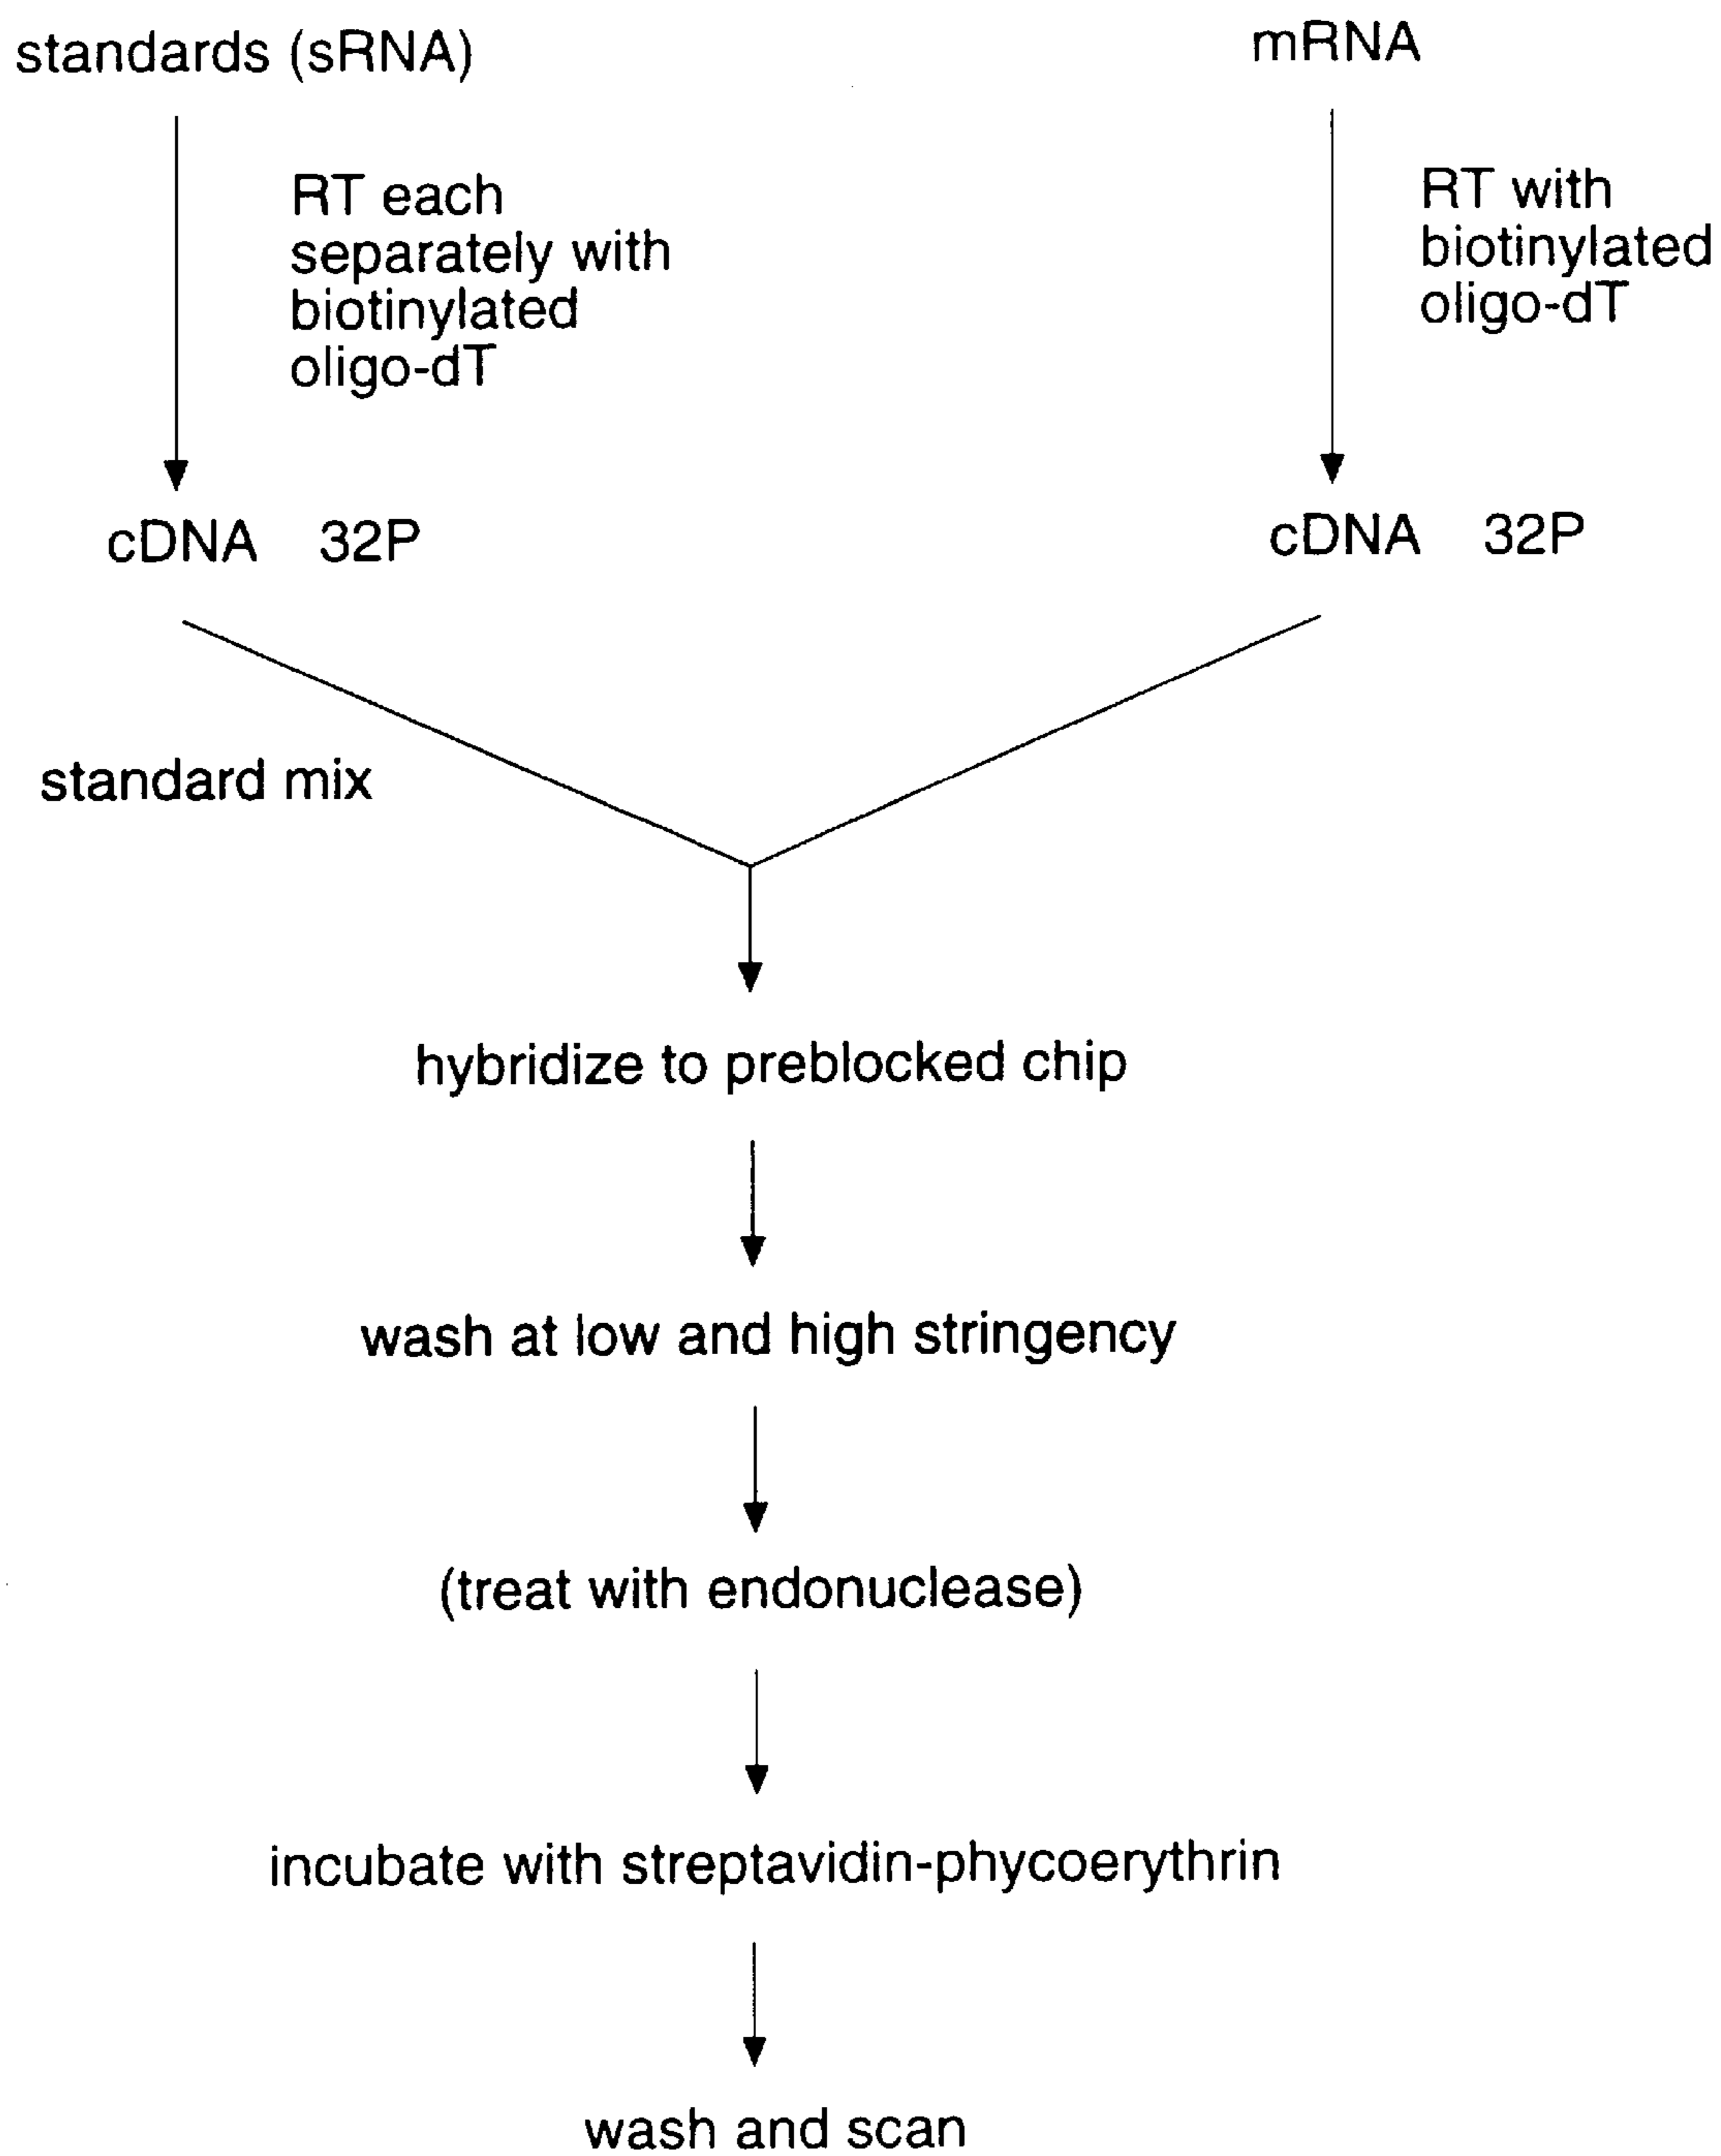 standards (sRNA)
mRNA
RT each
separately with
biotinylated
oligo-dT
RT with
biotinylated
oligo-dT
cDNA 32P
cDNA 32P
standard mix
hybridize to preblocked chip
wash at low and high stringency
(treat with endonuclease)
incubate with streptavidin-phycoerythrin
wash and scan